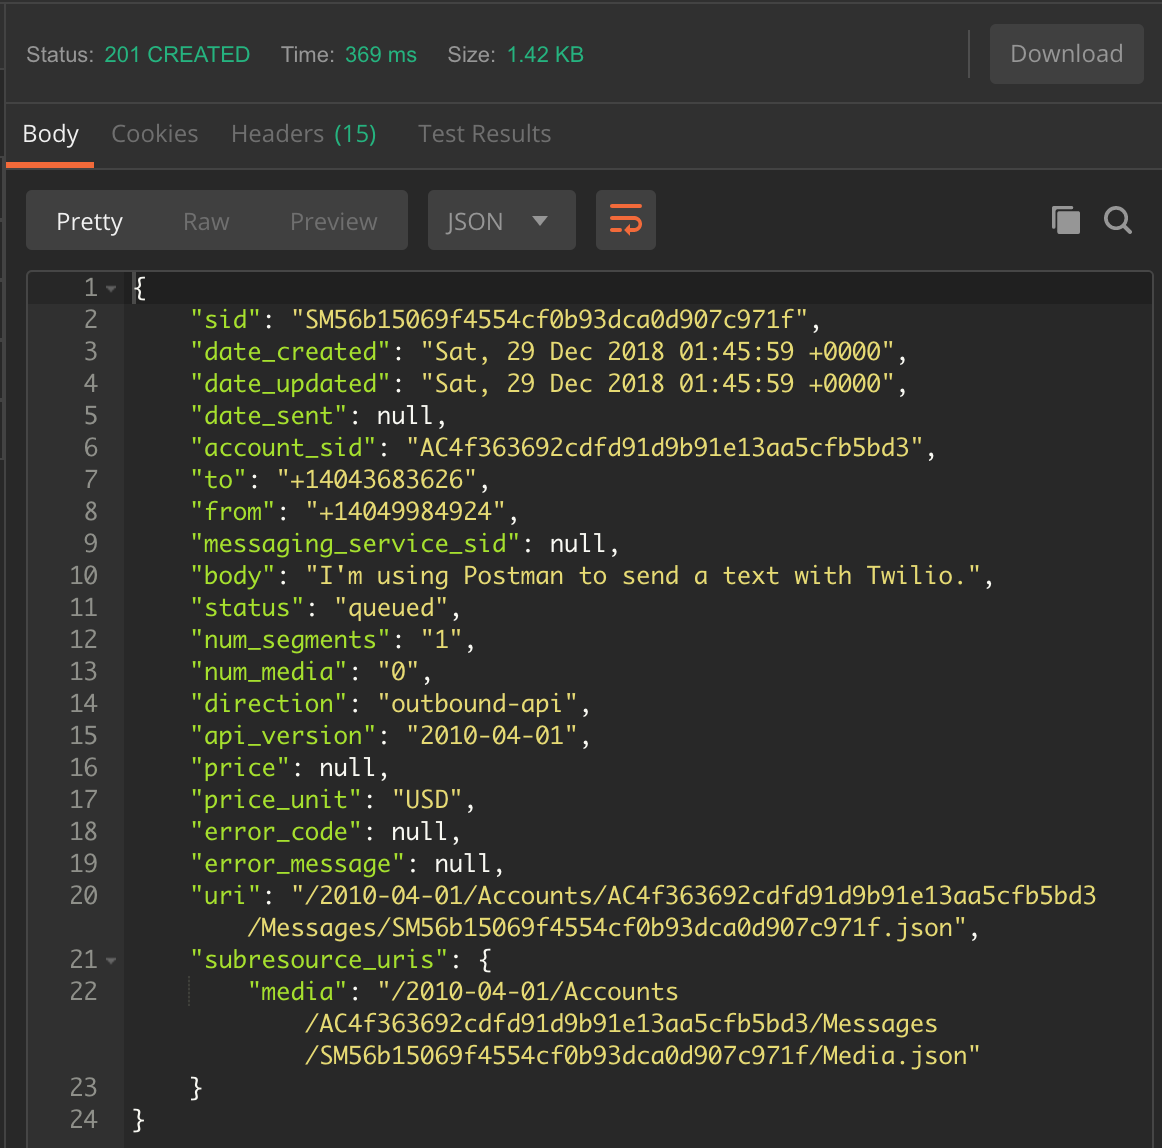 Status: 201 CREATED Time: 369 ms Size: 1.42 KB Download
Body Cookies Headers (15) Test Results
Pretty Raw Preview JSON
1 {
2 "sid": "SM56b15069f4554cf0b93dca0d907c971f",
3 "date_created": "Sat, 29 Dec 2018 01:45:59 +0000",
4 "date_updated": "Sat, 29 Dec 2018 01:45:59 +0000",
5 "date_sent": null,
6 "account_sid": "AC4f363692cdfd91d9b91e13aa5cfb5bd3",
7 "to": "+14043683626",
8 "from": "+14049984924",
9 "messaging_service_sid": null,
10 "body": "I'm using Postman to send a text with Twilio.",
11 "status": "queued",
12 "num_segments": "1",
13 "num_media": "0",
14 "direction": "outbound-api",
15 "api_version": "2010-04-01",
16 "price": null,
17 "price_unit": "USD",
18 "error_code": null,
19 "error_message": null,
20 "uri": "/2010-04-01/Accounts/AC4f363692cdfd91d9b91e13aa5cfb5bd3
/Messages/SM56b15069f4554cf0b93dca0d907c971f.json",
21 "subresource_uris": {
22 "media": "/2010-04-01/Accounts
/AC4f363692cdfd91d9b91e13aa5cfb5bd3/Messages
/SM56b15069f4554cf0b93dca0d907c971f/Media.json"
23 }
24 }